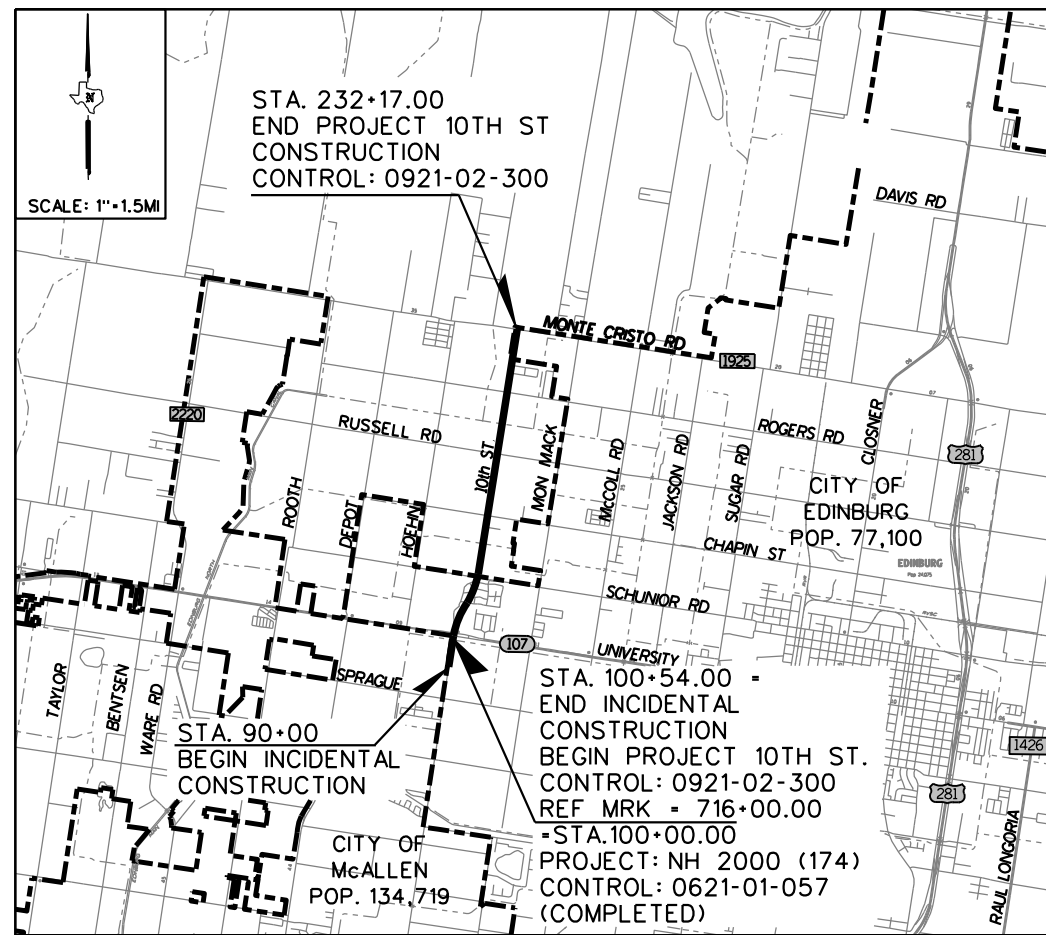 N
SCALE: 1"=1.5MI
STA. 232+17.00
END PROJECT 10TH ST
CONSTRUCTION
CONTROL: 0921-02-300
DAVIS RD
MONTE CRISTO RD
1925
2220
RUSSELL RD
10th ST
MON MACK
McCOLL RD
JACKSON RD
SUGAR RD
ROGERS RD
CLOSNER
281
ROOTH
DEPOT
HOEHN
CITY OF
EDINBURG
POP. 77,100
EDINBURG
CHAPIN ST
SCHUNIOR RD
107
UNIVERSITY
SPRAGUE
TAYLOR
BENTSEN
WARE RD
STA. 90+00
BEGIN INCIDENTAL
CONSTRUCTION
STA. 100+54.00 =
END INCIDENTAL
CONSTRUCTION
BEGIN PROJECT 10TH ST.
CONTROL: 0921-02-300
REF MRK = 716+00.00
=STA.100+00.00
PROJECT: NH 2000 (174)
CONTROL: 0621-01-057
(COMPLETED)
1426
281
RAUL LONGORIA
CITY OF
McALLEN
POP. 134,719